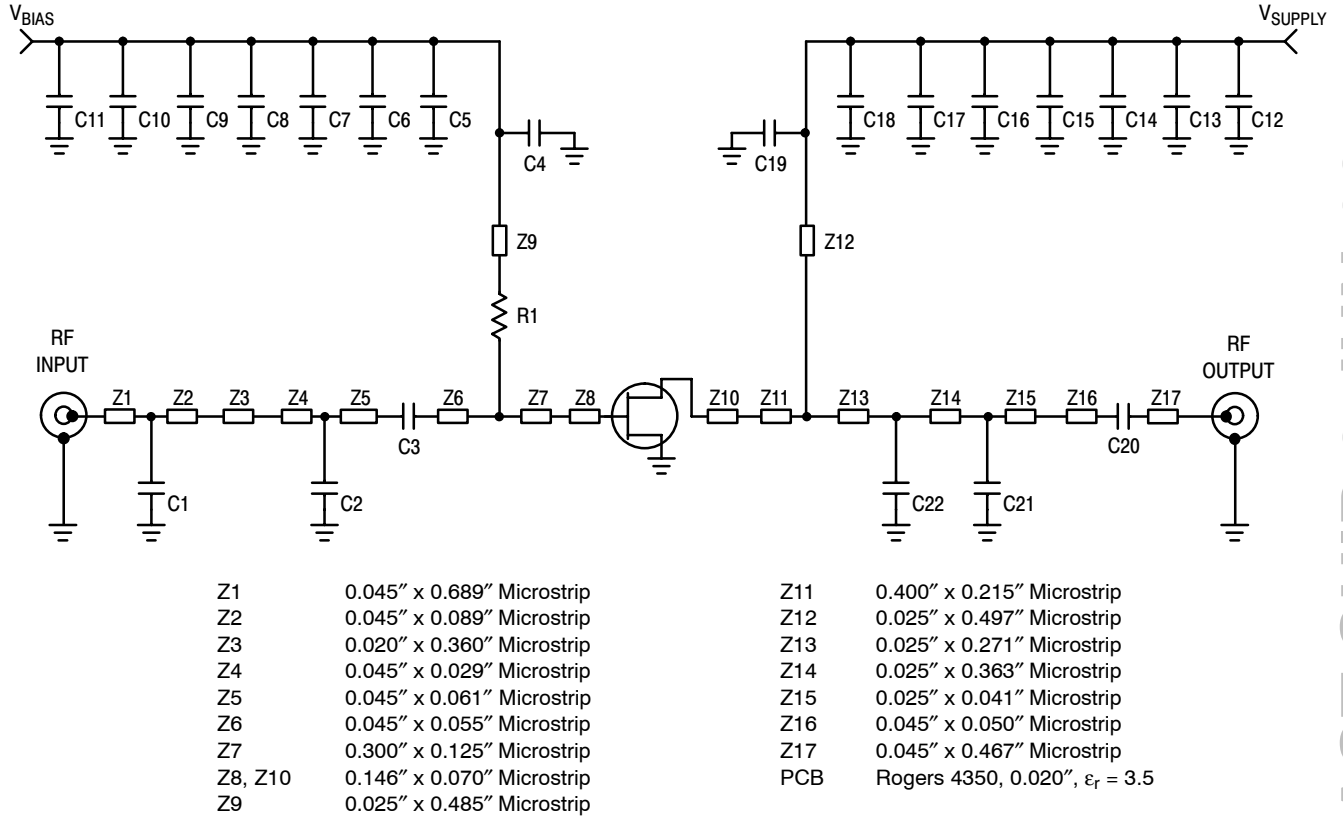 V_BIAS
V_SUPPLY
C11 C10 C9 C8 C7 C6 C5
C18 C17 C16 C15 C14 C13 C12
C4
C19
Z9
Z12
R1
RF
INPUT
RF
OUTPUT
Z1 Z2 Z3 Z4 Z5 Z6 Z7 Z8 Z10 Z11 Z13 Z14 Z15 Z16 Z17
C3
C20
C1
C2
C22
C21
Z1 0.045″ x 0.689″ Microstrip
Z2 0.045″ x 0.089″ Microstrip
Z3 0.020″ x 0.360″ Microstrip
Z4 0.045″ x 0.029″ Microstrip
Z5 0.045″ x 0.061″ Microstrip
Z6 0.045″ x 0.055″ Microstrip
Z7 0.300″ x 0.125″ Microstrip
Z8, Z10 0.146″ x 0.070″ Microstrip
Z9 0.025″ x 0.485″ Microstrip
Z11 0.400″ x 0.215″ Microstrip
Z12 0.025″ x 0.497″ Microstrip
Z13 0.025″ x 0.271″ Microstrip
Z14 0.025″ x 0.363″ Microstrip
Z15 0.025″ x 0.041″ Microstrip
Z16 0.045″ x 0.050″ Microstrip
Z17 0.045″ x 0.467″ Microstrip
PCB Rogers 4350, 0.020″, εr = 3.5